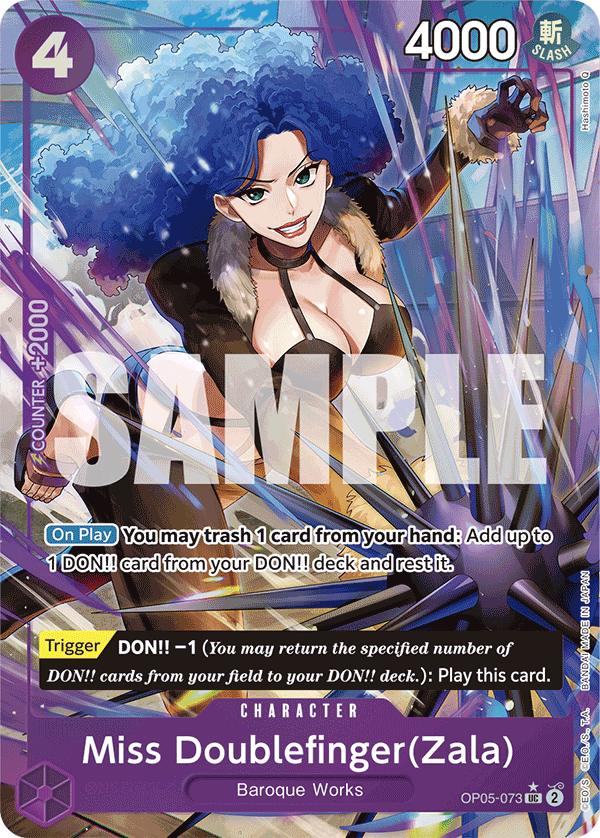 4
4000
斬
SLASH
Hashimoto Q
COUNTER +2000
SAMPLE
On Play You may trash 1 card from your hand: Add up to
1 DON!! card from your DON!! deck and rest it.
Trigger DON!! −1 (You may return the specified number of
DON!! cards from your field to your DON!! deck.): Play this card.
CHARACTER
Miss Doublefinger(Zala)
Baroque Works
OP05-073 UC 2
©E.O./S. ©E.O./S., T.A. BANDAI MADE IN JAPAN